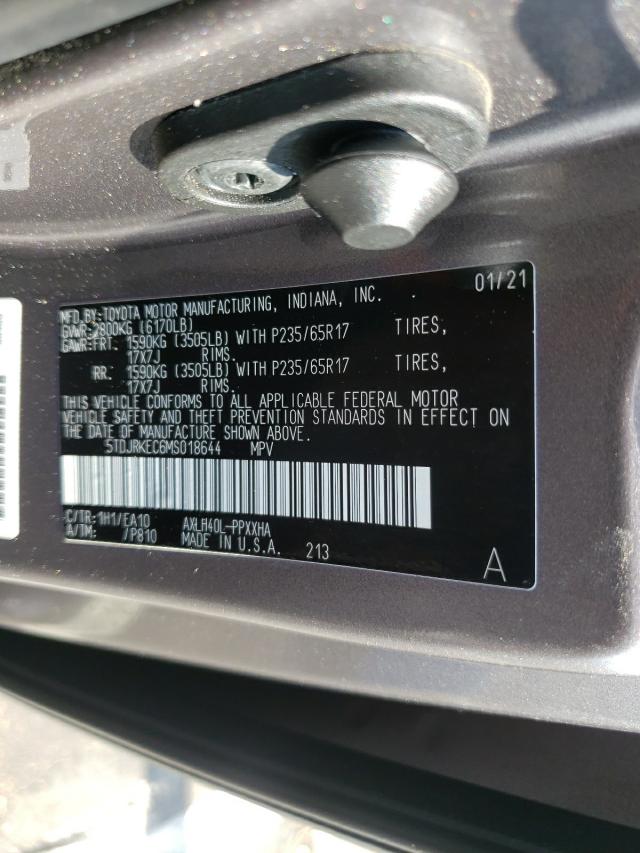 MFD.BY:TOYOTA MOTOR MANUFACTURING, INDIANA, INC. 01/21
GVWR:2800KG (6170LB)
GAWR:FRT. 1590KG (3505LB) WITH P235/65R17 TIRES,
17X7J RIMS.
RR. 1590KG (3505LB) WITH P235/65R17 TIRES,
17X7J RIMS.
THIS VEHICLE CONFORMS TO ALL APPLICABLE FEDERAL MOTOR
VEHICLE SAFETY AND THEFT PREVENTION STANDARDS IN EFFECT ON
THE DATE OF MANUFACTURE SHOWN ABOVE.
5TDJRKEC6MS018644 MPV
C/TR:1H1/EA10 AXLH40L-PPXXHA
A/TM: /P810 MADE IN U.S.A. 213 A